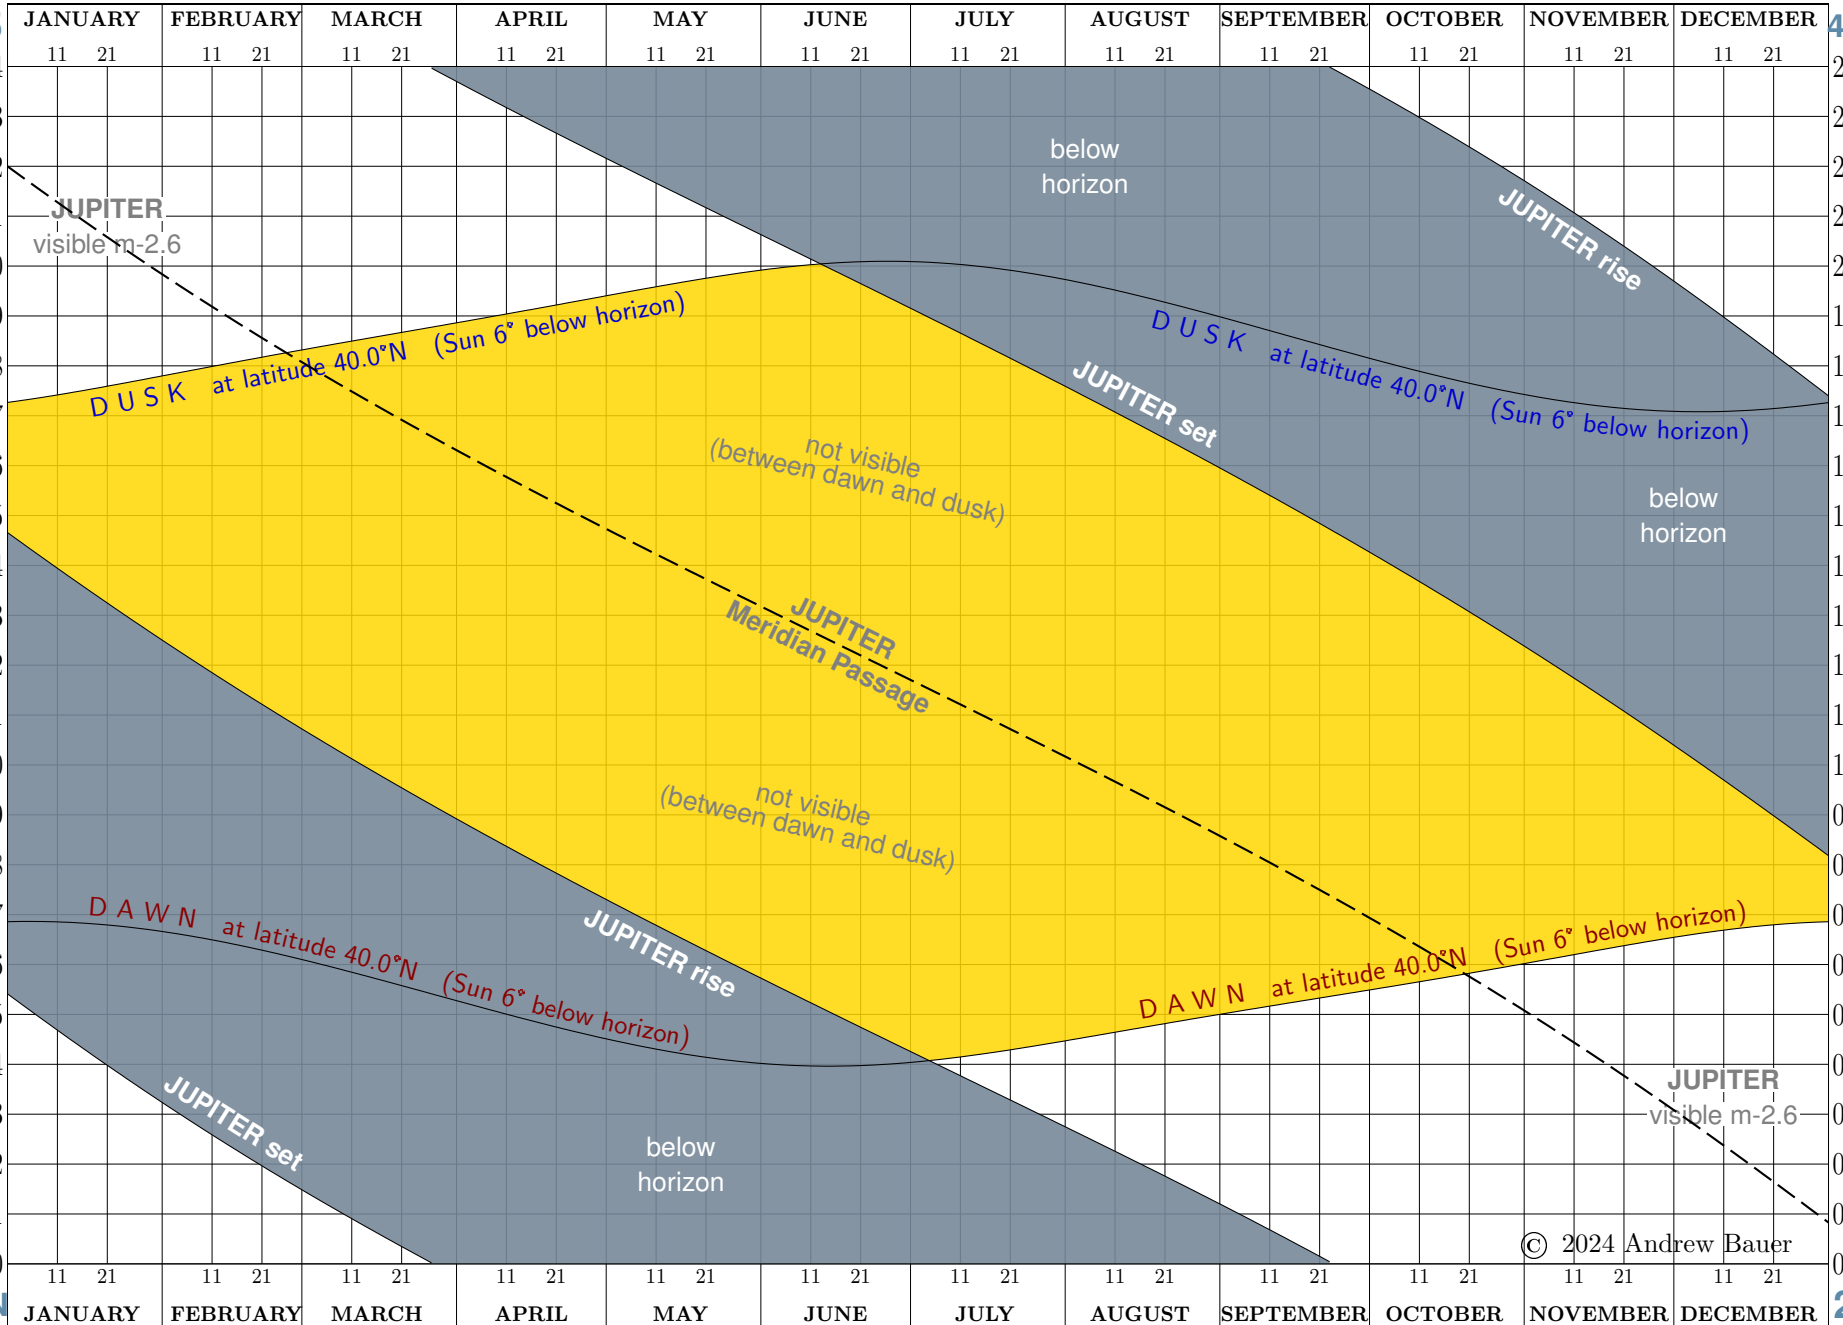 JANUARY FEBRUARY MARCH APRIL MAY JUNE JULY AUGUST SEPTEMBER OCTOBER NOVEMBER DECEMBER
11 21 11 21 11 21 11 21 11 21 11 21 11 21 11 21 11 21 11 21 11 21 11 21
below
horizon
JUPITER rise
JUPITER
visible m-2.6
DUSK at latitude 40.0°N (Sun 6° below horizon)
DUSK at latitude 40.0°N (Sun 6° below horizon)
JUPITER set
not visible
(between dawn and dusk)
below
horizon
JUPITER
Meridian Passage
not visible
(between dawn and dusk)
DAWN at latitude 40.0°N (Sun 6° below horizon)
JUPITER rise
DAWN at latitude 40.0°N (Sun 6° below horizon)
JUPITER set
below
horizon
JUPITER
visible m-2.6
© 2024 Andrew Bauer
11 21 11 21 11 21 11 21 11 21 11 21 11 21 11 21 11 21 11 21 11 21 11 21
JANUARY FEBRUARY MARCH APRIL MAY JUNE JULY AUGUST SEPTEMBER OCTOBER NOVEMBER DECEMBER